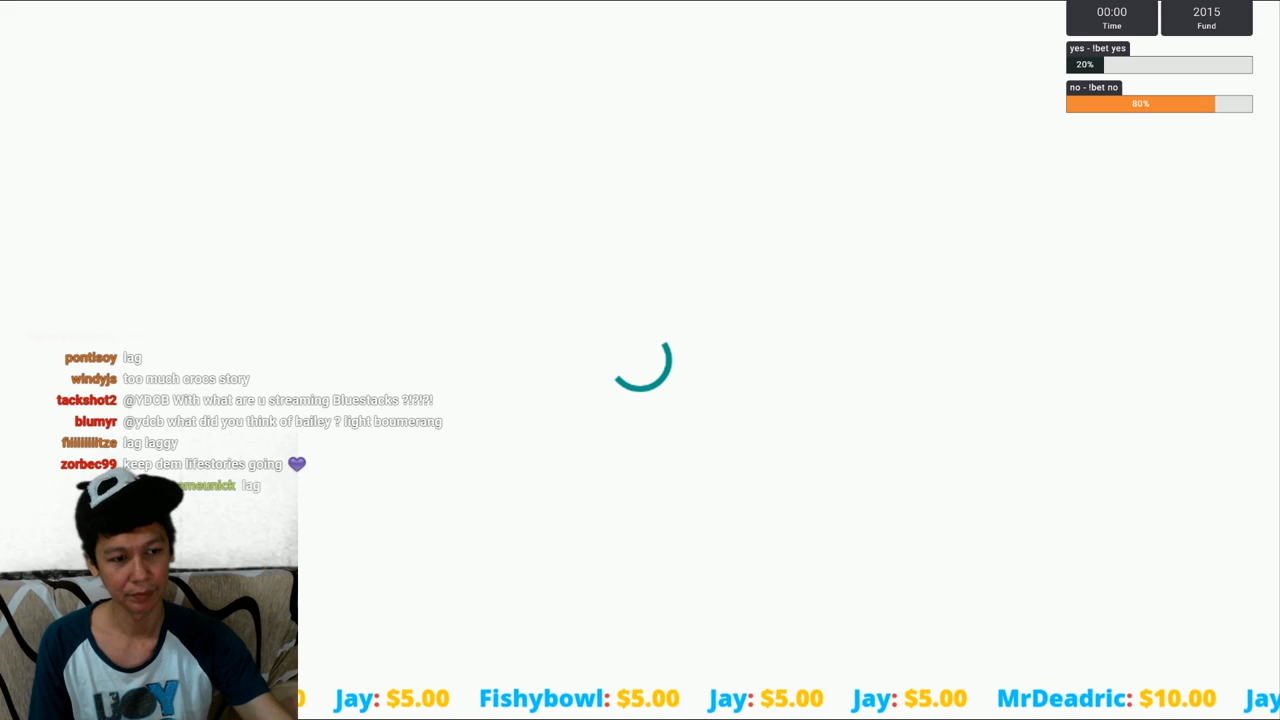 00:00
Time
2015
Fund
yes - !bet yes
20%
no - !bet no
80%
pontisoy lag
windyjs too much crocs story
tackshot2 @YDCB With what are u streaming Bluestacks ?!?!?!
blumyr @ydcb what did you think of bailey ? light boumerang
lag laggy
zorbec99 keep dem lifestories going 💜
lag
Jay: $5.00 Fishybowl: $5.00 Jay: $5.00 Jay: $5.00 MrDeadric: $10.00 Jay